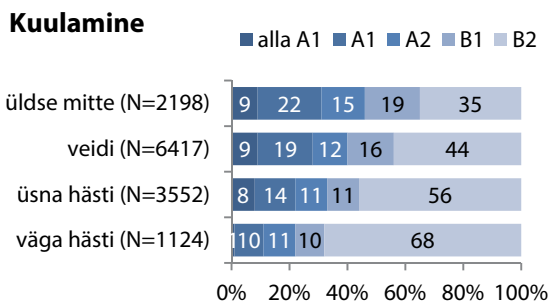 Kuulamine
alla A1 A1 A2 B1 B2
üldse mitte (N=2198) 9 22 15 19 35
veidi (N=6417) 9 19 12 16 44
üsna hästi (N=3552) 8 14 11 11 56
väga hästi (N=1124) 1 10 11 10 68
0% 20% 40% 60% 80% 100%